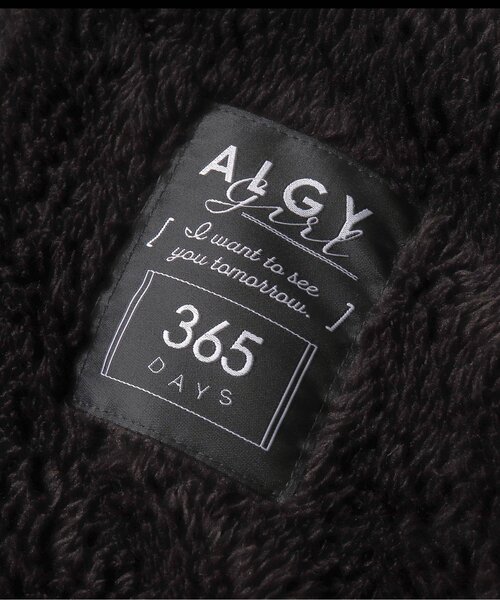 ALGY
girl
[ I want to see
you tomorrow. ]
365
DAYS